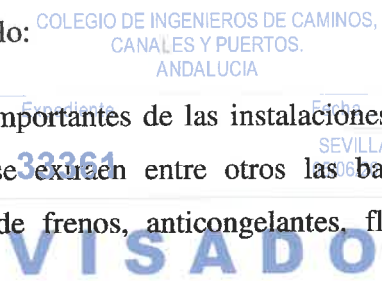 do: COLEGIO DE INGENIEROS DE CAMINOS,
CANALES Y PUERTOS.
ANDALUCIA
Expediente Fecha
mportantes de las instalaciones
SEVILLA
se extraen entre otros las ba
33361
de frenos, anticongelantes, fl
VISADO